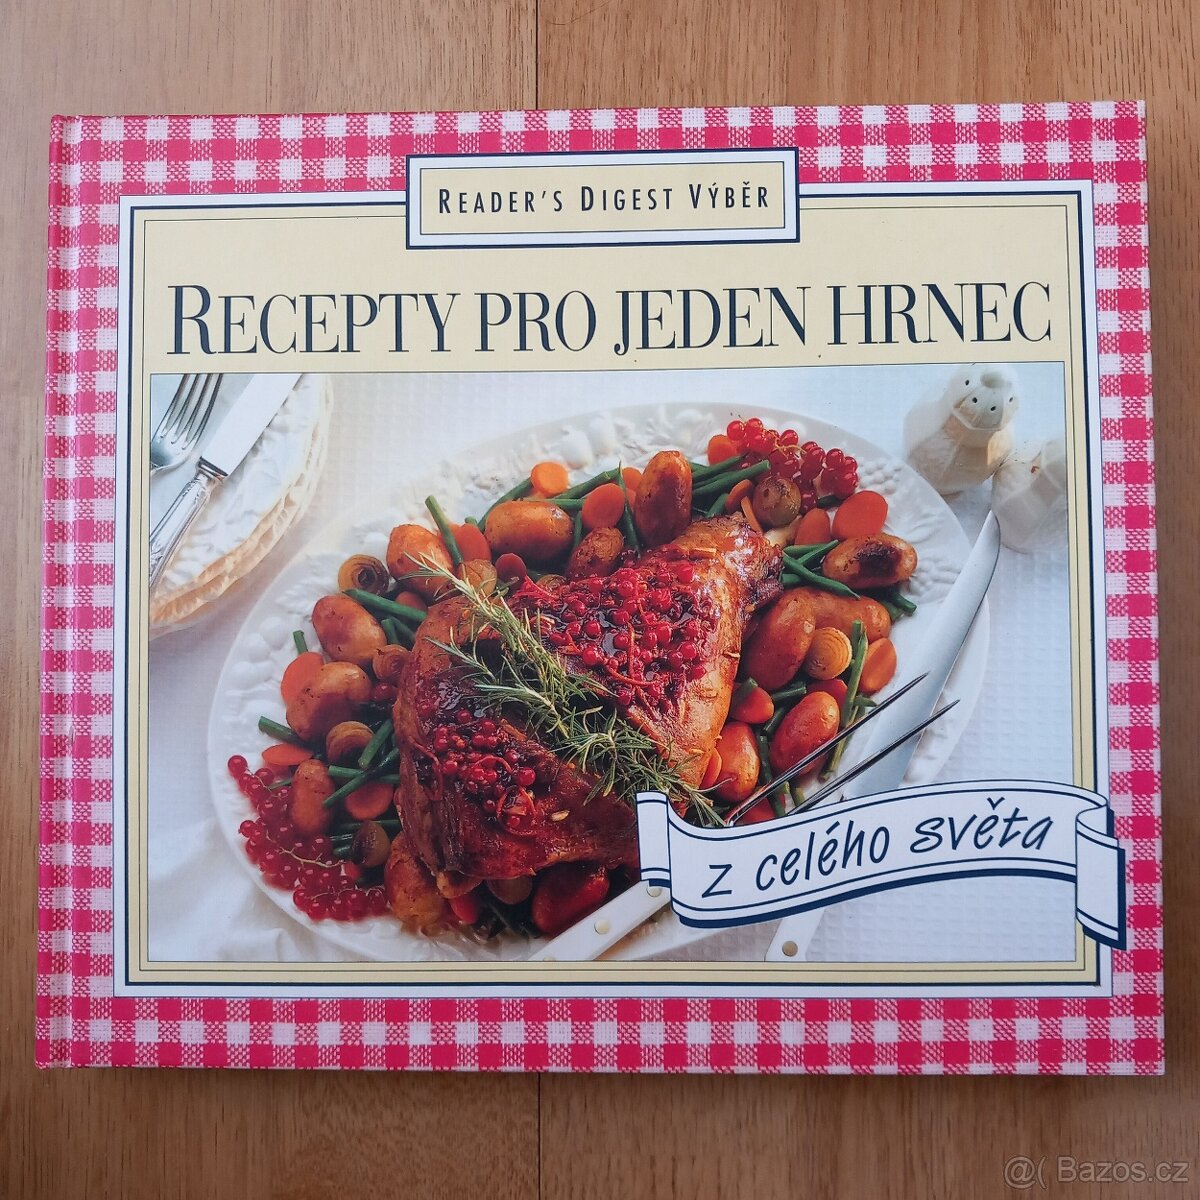 READER'S DIGEST VÝBĚR
RECEPTY PRO JEDEN HRNEC
z celého světa
@( Bazos.cz